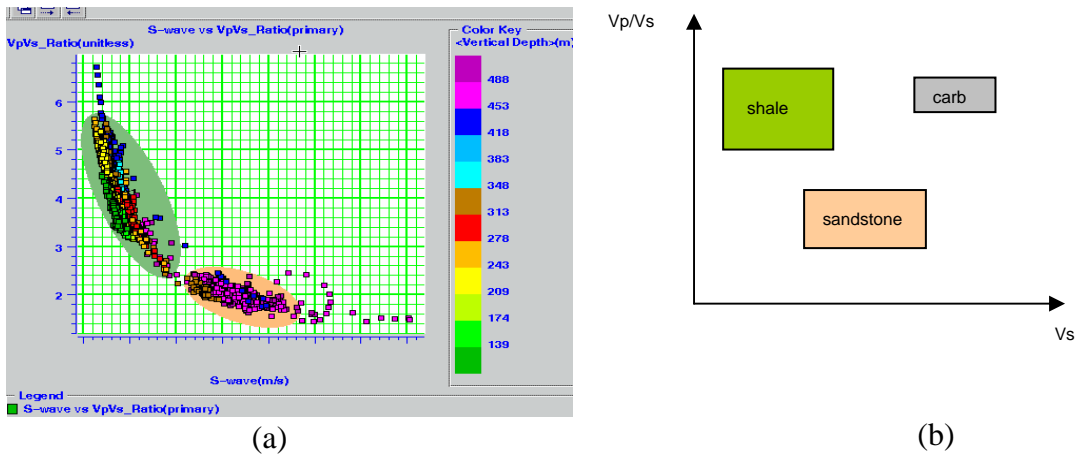 S-wave vs VpVs_Ratio(primary)
VpVs_Ratio(unitless)
6
5
4
3
2
S-wave(m/s)
Color Key
<Vertical Depth>(m)
488
453
418
383
348
313
278
243
209
174
139
Legend
S-wave vs VpVs_Ratio(primary)
(a)
Vp/Vs
shale
carb
sandstone
Vs
(b)